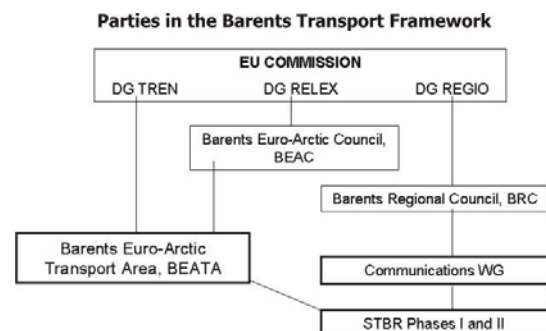 Parties in the Barents Transport Framework
EU COMMISSION
DG TREN DG RELEX DG REGIO
Barents Euro-Arctic Council,
BEAC
Barents Regional Council, BRC
Barents Euro-Arctic
Transport Area, BEATA
Communications WG
STBR Phases I and II